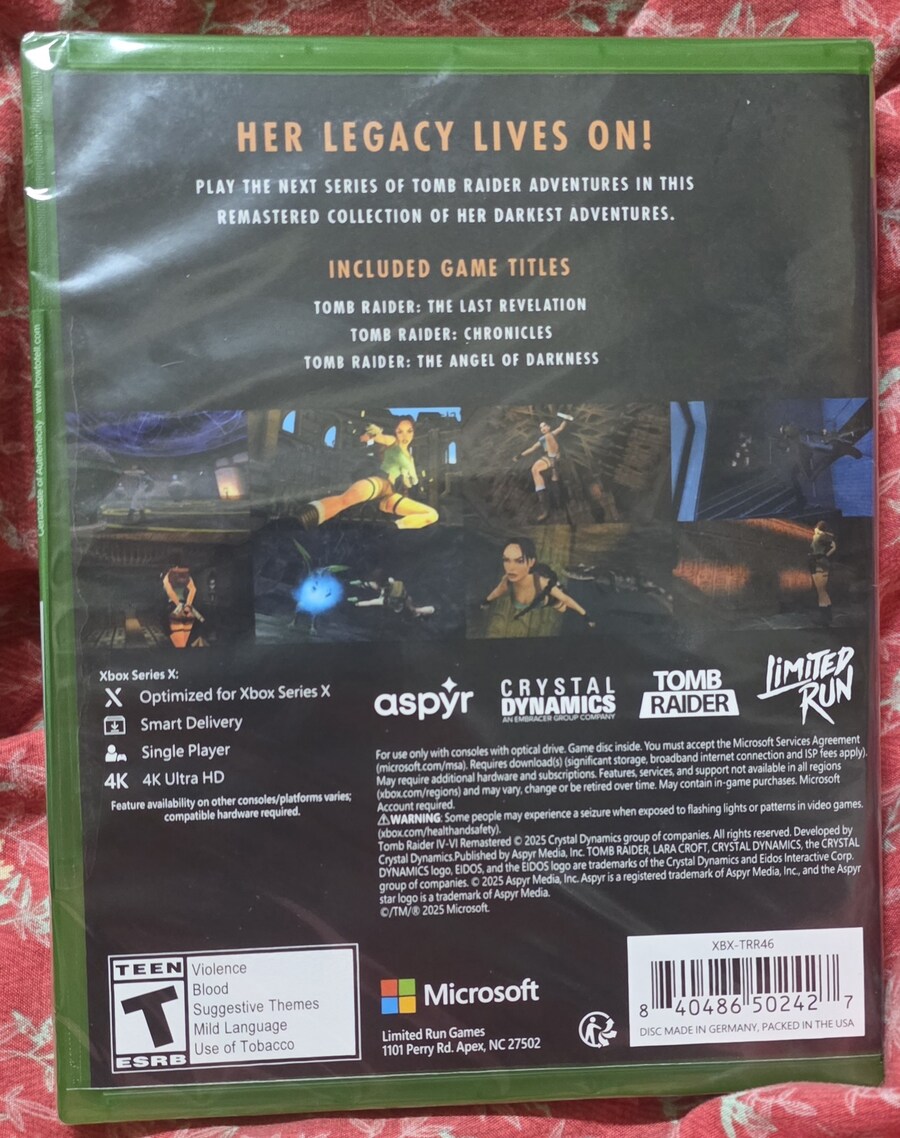 HER LEGACY LIVES ON!
PLAY THE NEXT SERIES OF TOMB RAIDER ADVENTURES IN THIS
REMASTERED COLLECTION OF HER DARKEST ADVENTURES.
INCLUDED GAME TITLES
TOMB RAIDER: THE LAST REVELATION
TOMB RAIDER: CHRONICLES
TOMB RAIDER: THE ANGEL OF DARKNESS
of Authenticity www.howtotell.com
Xbox Series X:
Optimized for Xbox Series X
Smart Delivery
Single Player
4K 4K Ultra HD
Feature availability on other consoles/platforms varies;
compatible hardware required.
aspyr
CRYSTAL
DYNAMICS
AN EMBRACER GROUP COMPANY
TOMB
RAIDER
LIMITED
RUN
For use only with consoles with optical drive. Game disc inside. You must accept the Microsoft Services Agreement
(microsoft.com/msa). Requires download(s) (significant storage, broadband internet connection and ISP fees apply).
May require additional hardware and subscriptions. Features, services, and support not available in all regions
(xbox.com/regions) and may vary, change or be retired over time. May contain in-game purchases. Microsoft
Account required.
⚠WARNING: Some people may experience a seizure when exposed to flashing lights or patterns in video games.
(xbox.com/healthandsafety).
Tomb Raider IV-VI Remastered © 2025 Crystal Dynamics group of companies. All rights reserved. Developed by
Crystal Dynamics.Published by Aspyr Media, Inc. TOMB RAIDER, LARA CROFT, CRYSTAL DYNAMICS, the CRYSTAL
DYNAMICS logo, EIDOS, and the EIDOS logo are trademarks of the Crystal Dynamics and Eidos Interactive Corp.
group of companies. © 2025 Aspyr Media, Inc. Aspyr is a registered trademark of Aspyr Media, Inc., and the Aspyr
star logo is a trademark of Aspyr Media.
©/TM/® 2025 Microsoft.
TEEN
T
ESRB
Violence
Blood
Suggestive Themes
Mild Language
Use of Tobacco
Microsoft
Limited Run Games
1101 Perry Rd. Apex, NC 27502
XBX-TRR46
8 40486 50242 7
DISC MADE IN GERMANY, PACKED IN THE USA